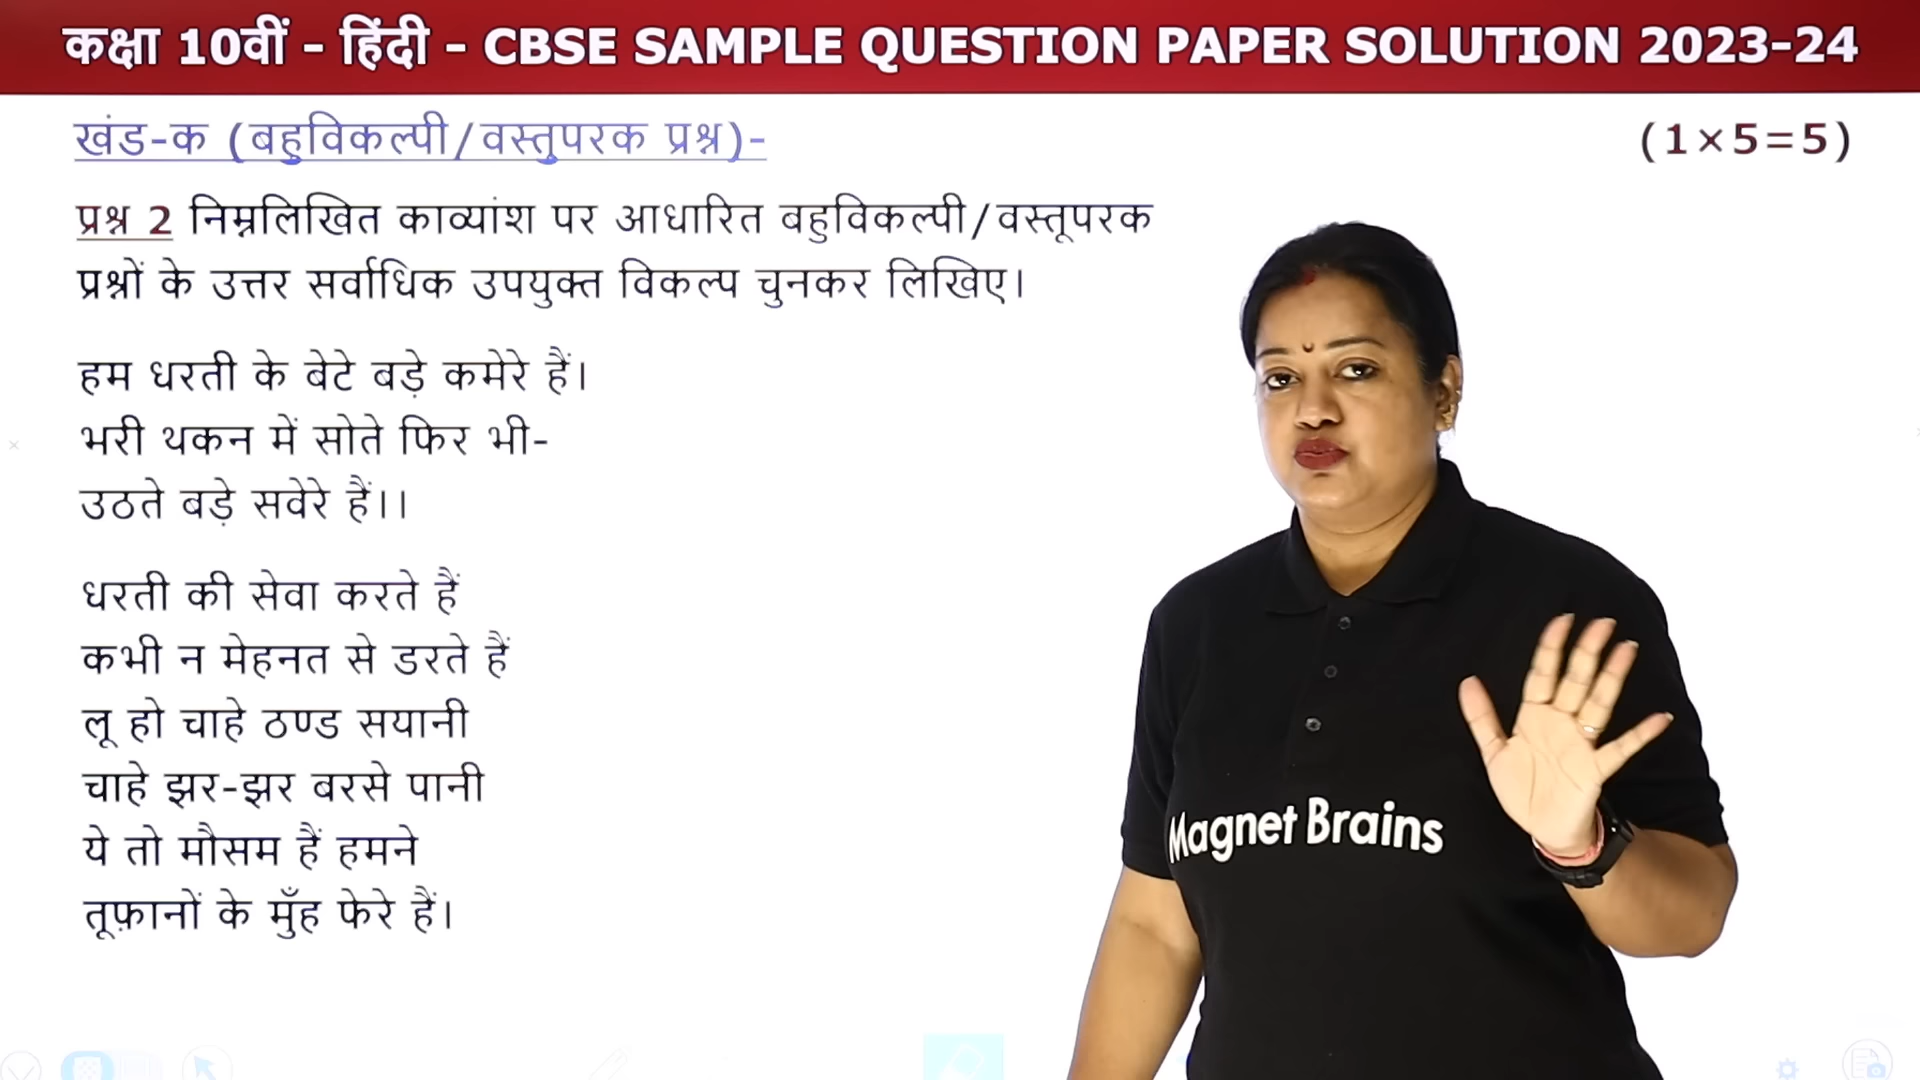 कक्षा 10वीं - हिंदी - CBSE SAMPLE QUESTION PAPER SOLUTION 2023-24
खंड-क (बहुविकल्पी/वस्तुपरक प्रश्न)-
(1×5=5)
प्रश्न 2 निम्नलिखित काव्यांश पर आधारित बहुविकल्पी/वस्तूपरक
प्रश्नों के उत्तर सर्वाधिक उपयुक्त विकल्प चुनकर लिखिए।
हम धरती के बेटे बड़े कमेरे हैं।
भरी थकन में सोते फिर भी-
उठते बड़े सवेरे हैं।।
धरती की सेवा करते हैं
कभी न मेहनत से डरते हैं
लू हो चाहे ठण्ड सयानी
चाहे झर-झर बरसे पानी
ये तो मौसम हैं हमने
तूफ़ानों के मुँह फेरे हैं।
Magnet Brains